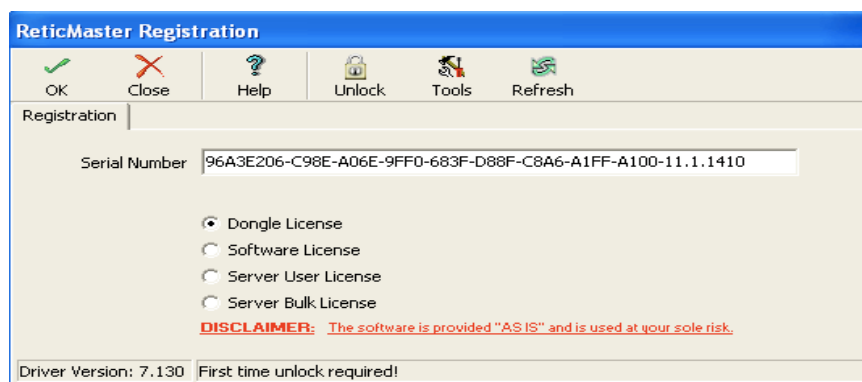 ReticMaster Registration
OK Close Help Unlock Tools Refresh
Registration
Serial Number 96A3E206-C98E-A06E-9FF0-683F-D88F-C8A6-A1FF-A100-11.1.1410
Dongle License
Software License
Server User License
Server Bulk License
DISCLAIMER: The software is provided "AS IS" and is used at your sole risk.
Driver Version: 7.130 First time unlock required!